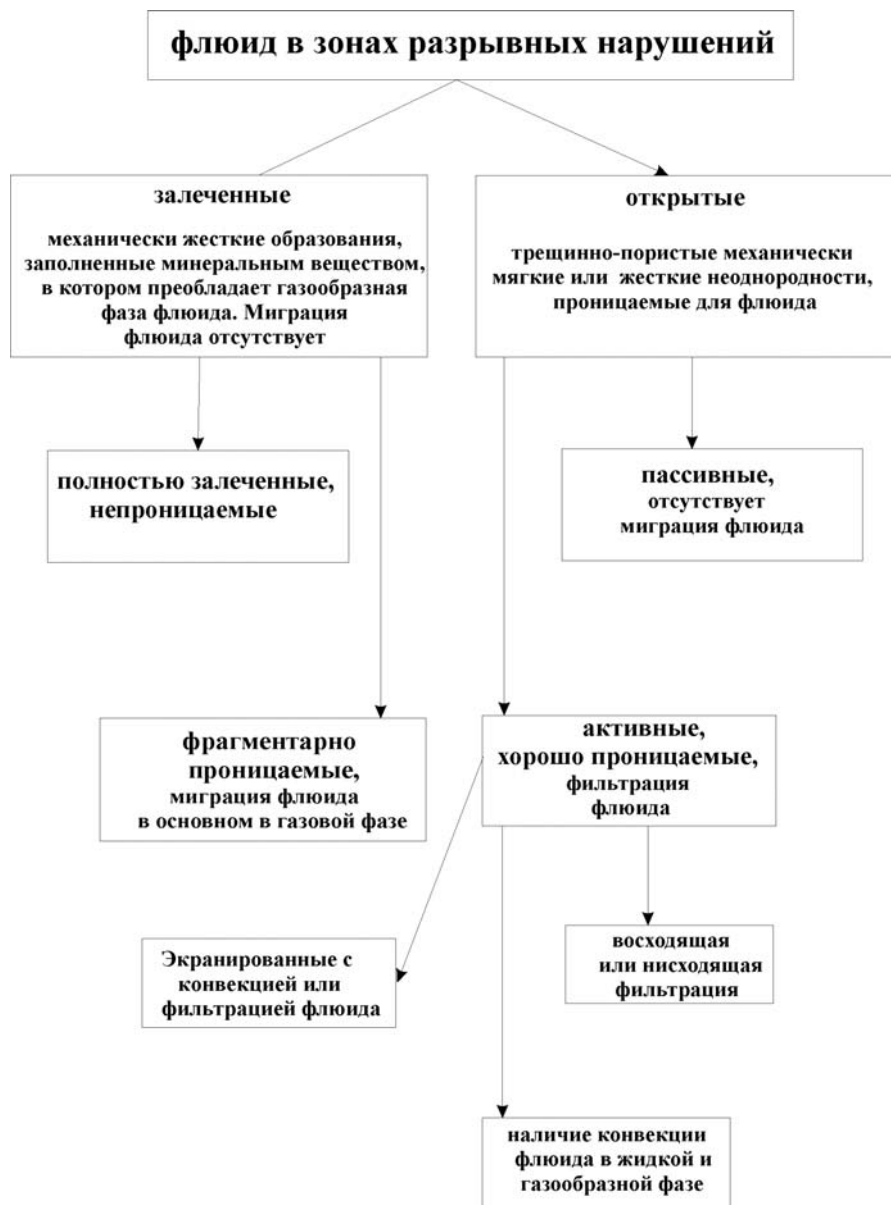 флюид в зонах разрывных нарушений
залеченные
механически жесткие образования,
заполненные минеральным веществом,
в котором преобладает газообразная
фаза флюида. Миграция
флюида отсутствует
открытые
трещинно-пористые механически
мягкие или жесткие неоднородности,
проницаемые для флюида
полностью залеченные,
непроницаемые
пассивные,
отсутствует
миграция флюида
фрагментарно
проницаемые,
миграция флюида
в основном в газовой фазе
активные,
хорошо проницаемые,
фильтрация
флюида
Экранированные с
конвекцией или
фильтрацией флюида
восходящая
или нисходящая
фильтрация
наличие конвекции
флюида в жидкой и
газообразной фазе